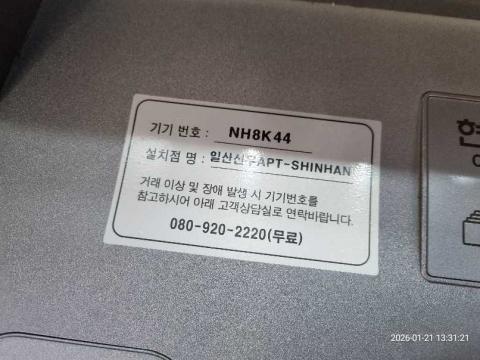 기기 번호 : NH8K44
설치점 명 : 일산신우APT-SHINHAN
거래 이상 및 장애 발생 시 기기번호를
참고하시어 아래 고객상담실로 연락바랍니다.
080-920-2220(무료)
2026-01-21 13:31:21